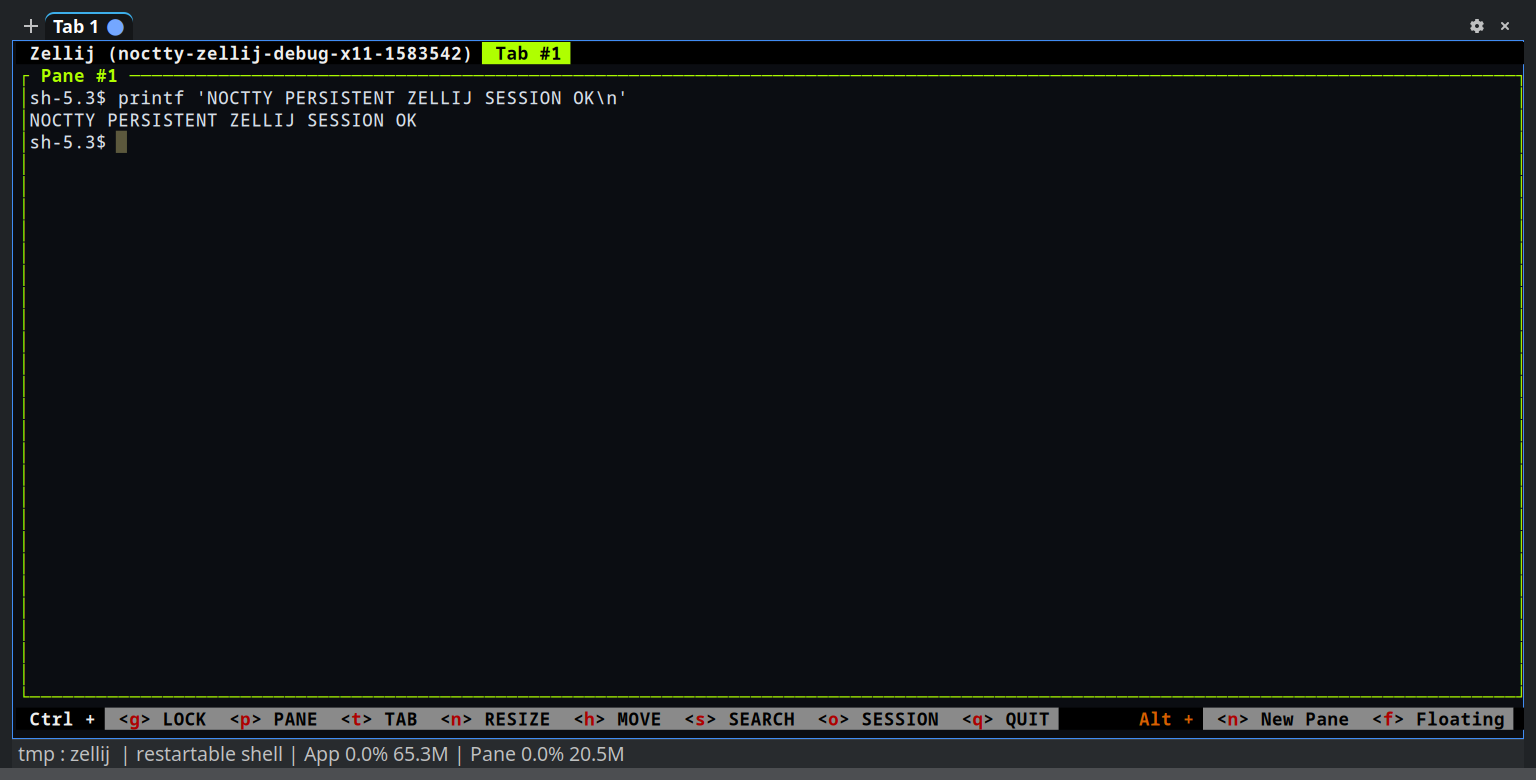 + Tab 1
Zellij (noctty-zellij-debug-x11-1583542) Tab #1
Pane #1
sh-5.3$ printf 'NOCTTY PERSISTENT ZELLIJ SESSION OK\n'
NOCTTY PERSISTENT ZELLIJ SESSION OK
sh-5.3$
Ctrl + <g> LOCK <p> PANE <t> TAB <n> RESIZE <h> MOVE <s> SEARCH <o> SESSION <q> QUIT Alt + <n> New Pane <f> Floating
tmp : zellij | restartable shell | App 0.0% 65.3M | Pane 0.0% 20.5M